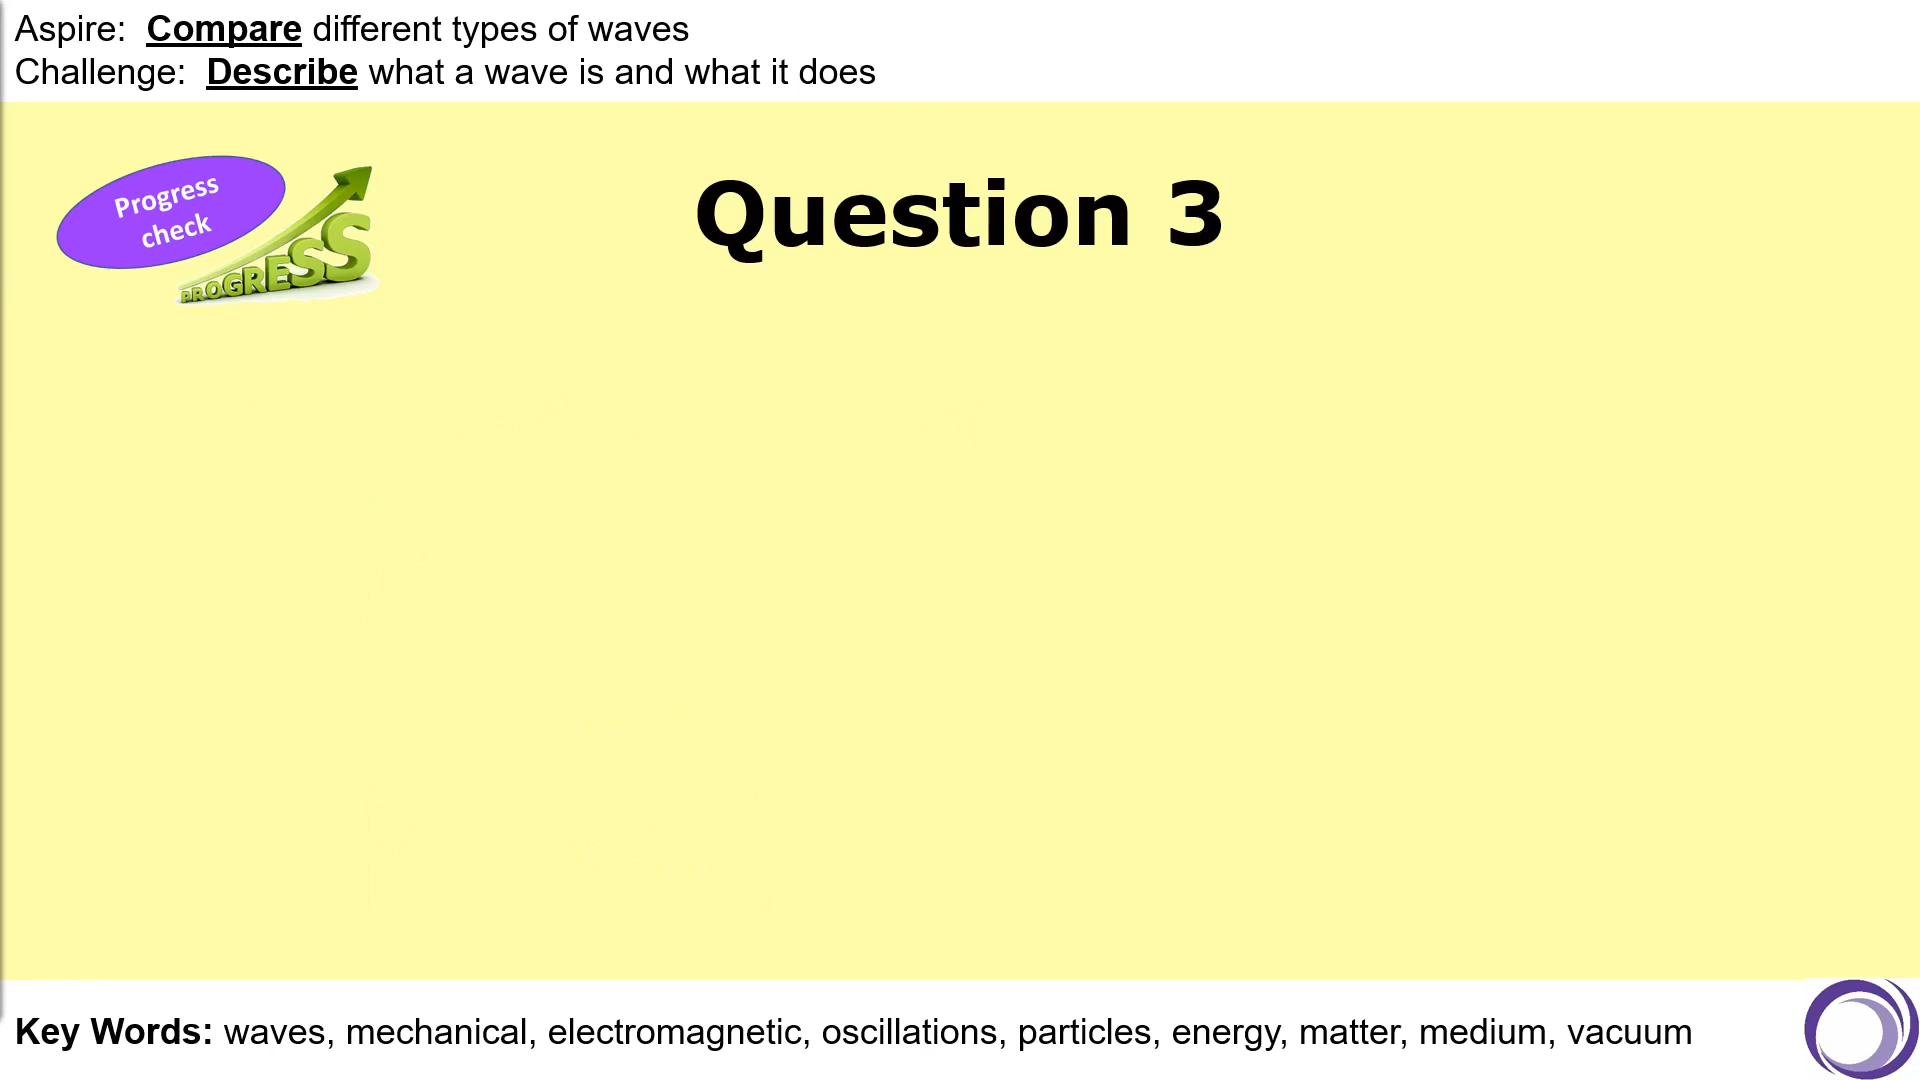 Aspire: Compare different types of waves
Challenge: Describe what a wave is and what it does
Progress
check
PROGRESS
Question 3
Key Words: waves, mechanical, electromagnetic, oscillations, particles, energy, matter, medium, vacuum